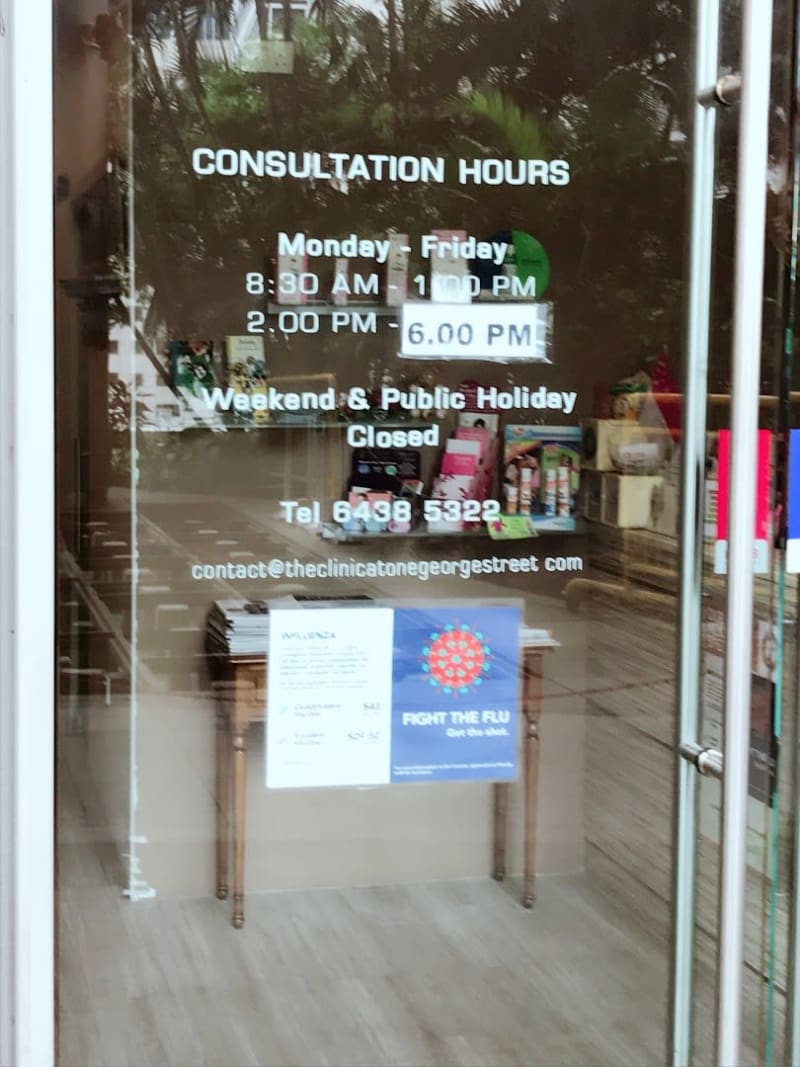 CONSULTATION HOURS
Monday - Friday
8:30 AM - 1:00 PM
2.00 PM - 6.00 PM
Weekend & Public Holiday
Closed
Tel 6438 5322
contact@theclinicatonegeorgestreet.com
INFLUENZA
FIGHT THE FLU
Get the shot.